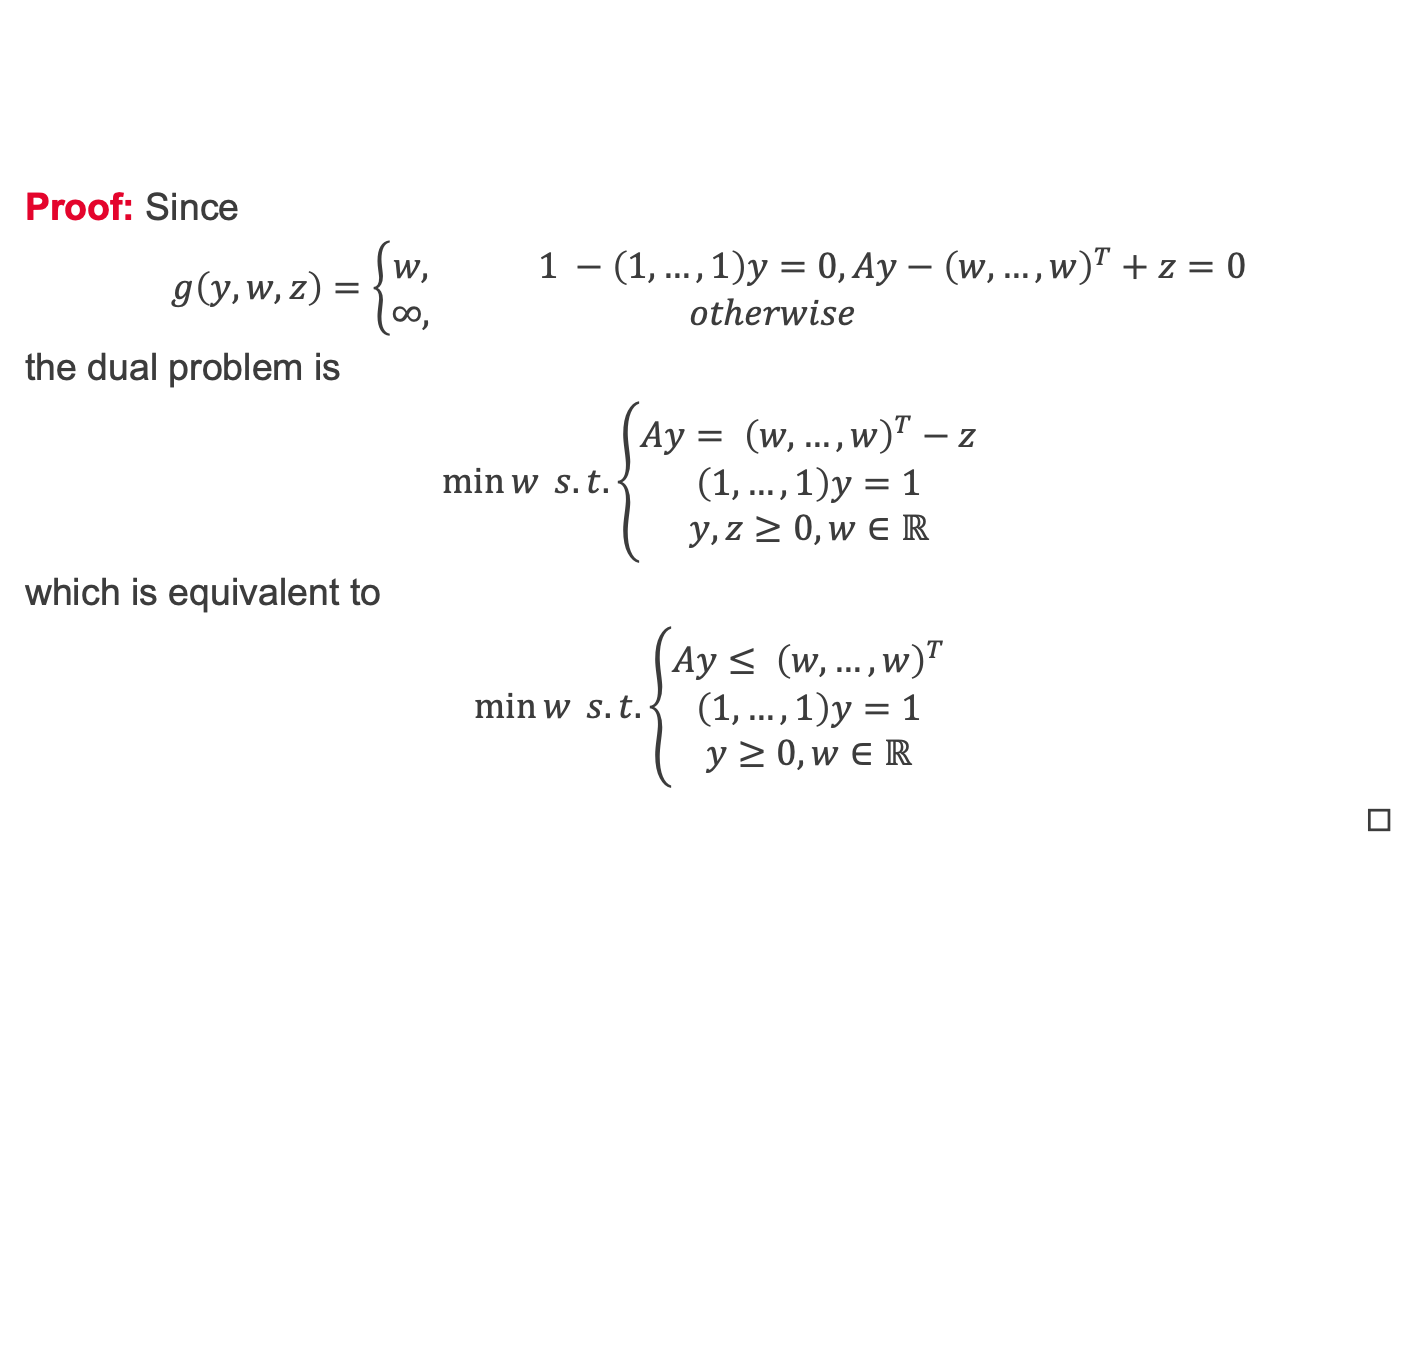 Proof: Since
g(y, w, z) = { w, 1 − (1, …, 1)y = 0, Ay − (w, …, w)ᵀ + z = 0
∞, otherwise
the dual problem is
min w s.t. { Ay = (w, …, w)ᵀ − z
(1, …, 1)y = 1
y, z ≥ 0, w ∈ ℝ
which is equivalent to
min w s.t. { Ay ≤ (w, …, w)ᵀ
(1, …, 1)y = 1
y ≥ 0, w ∈ ℝ
□